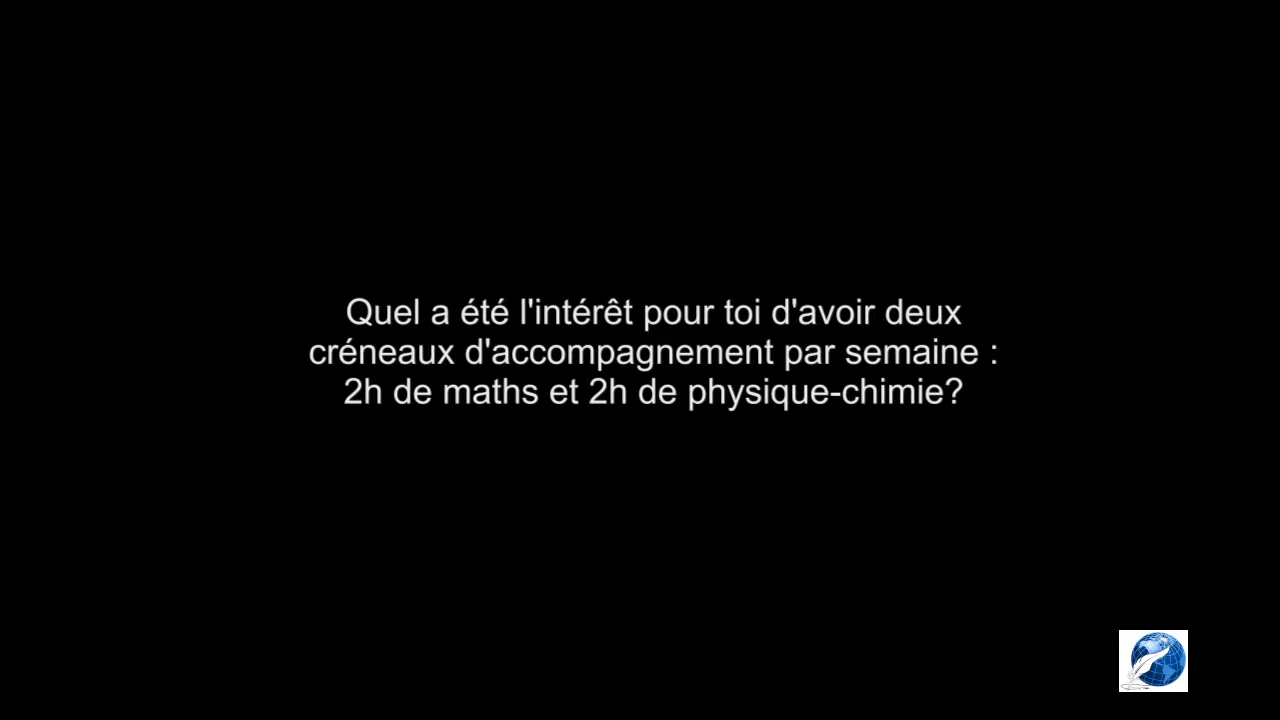 Quel a été l'intérêt pour toi d'avoir deux
créneaux d'accompagnement par semaine :
2h de maths et 2h de physique-chimie?